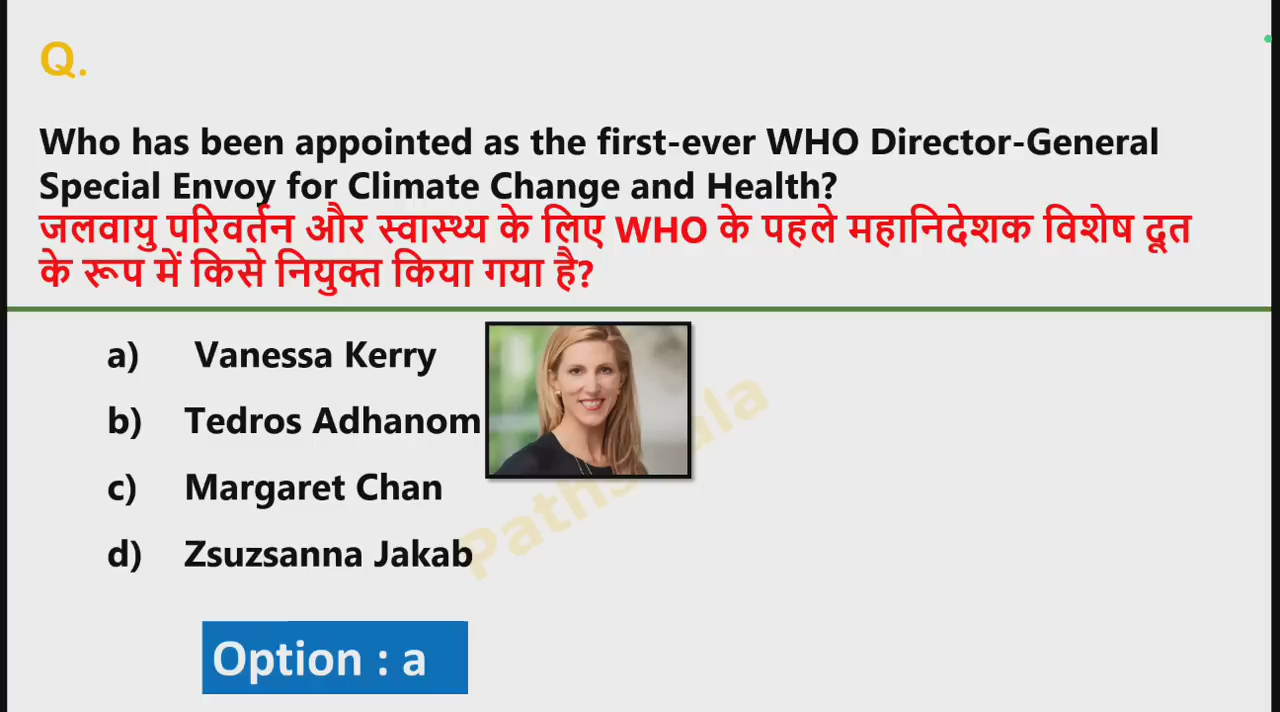 Q.
Who has been appointed as the first-ever WHO Director-General
Special Envoy for Climate Change and Health?
जलवायु परिवर्तन और स्वास्थ्य के लिए WHO के पहले महानिदेशक विशेष दूत
के रूप में किसे नियुक्त किया गया है?
a) Vanessa Kerry
b) Tedros Adhanom
c) Margaret Chan
d) Zsuzsanna Jakab
Option : a